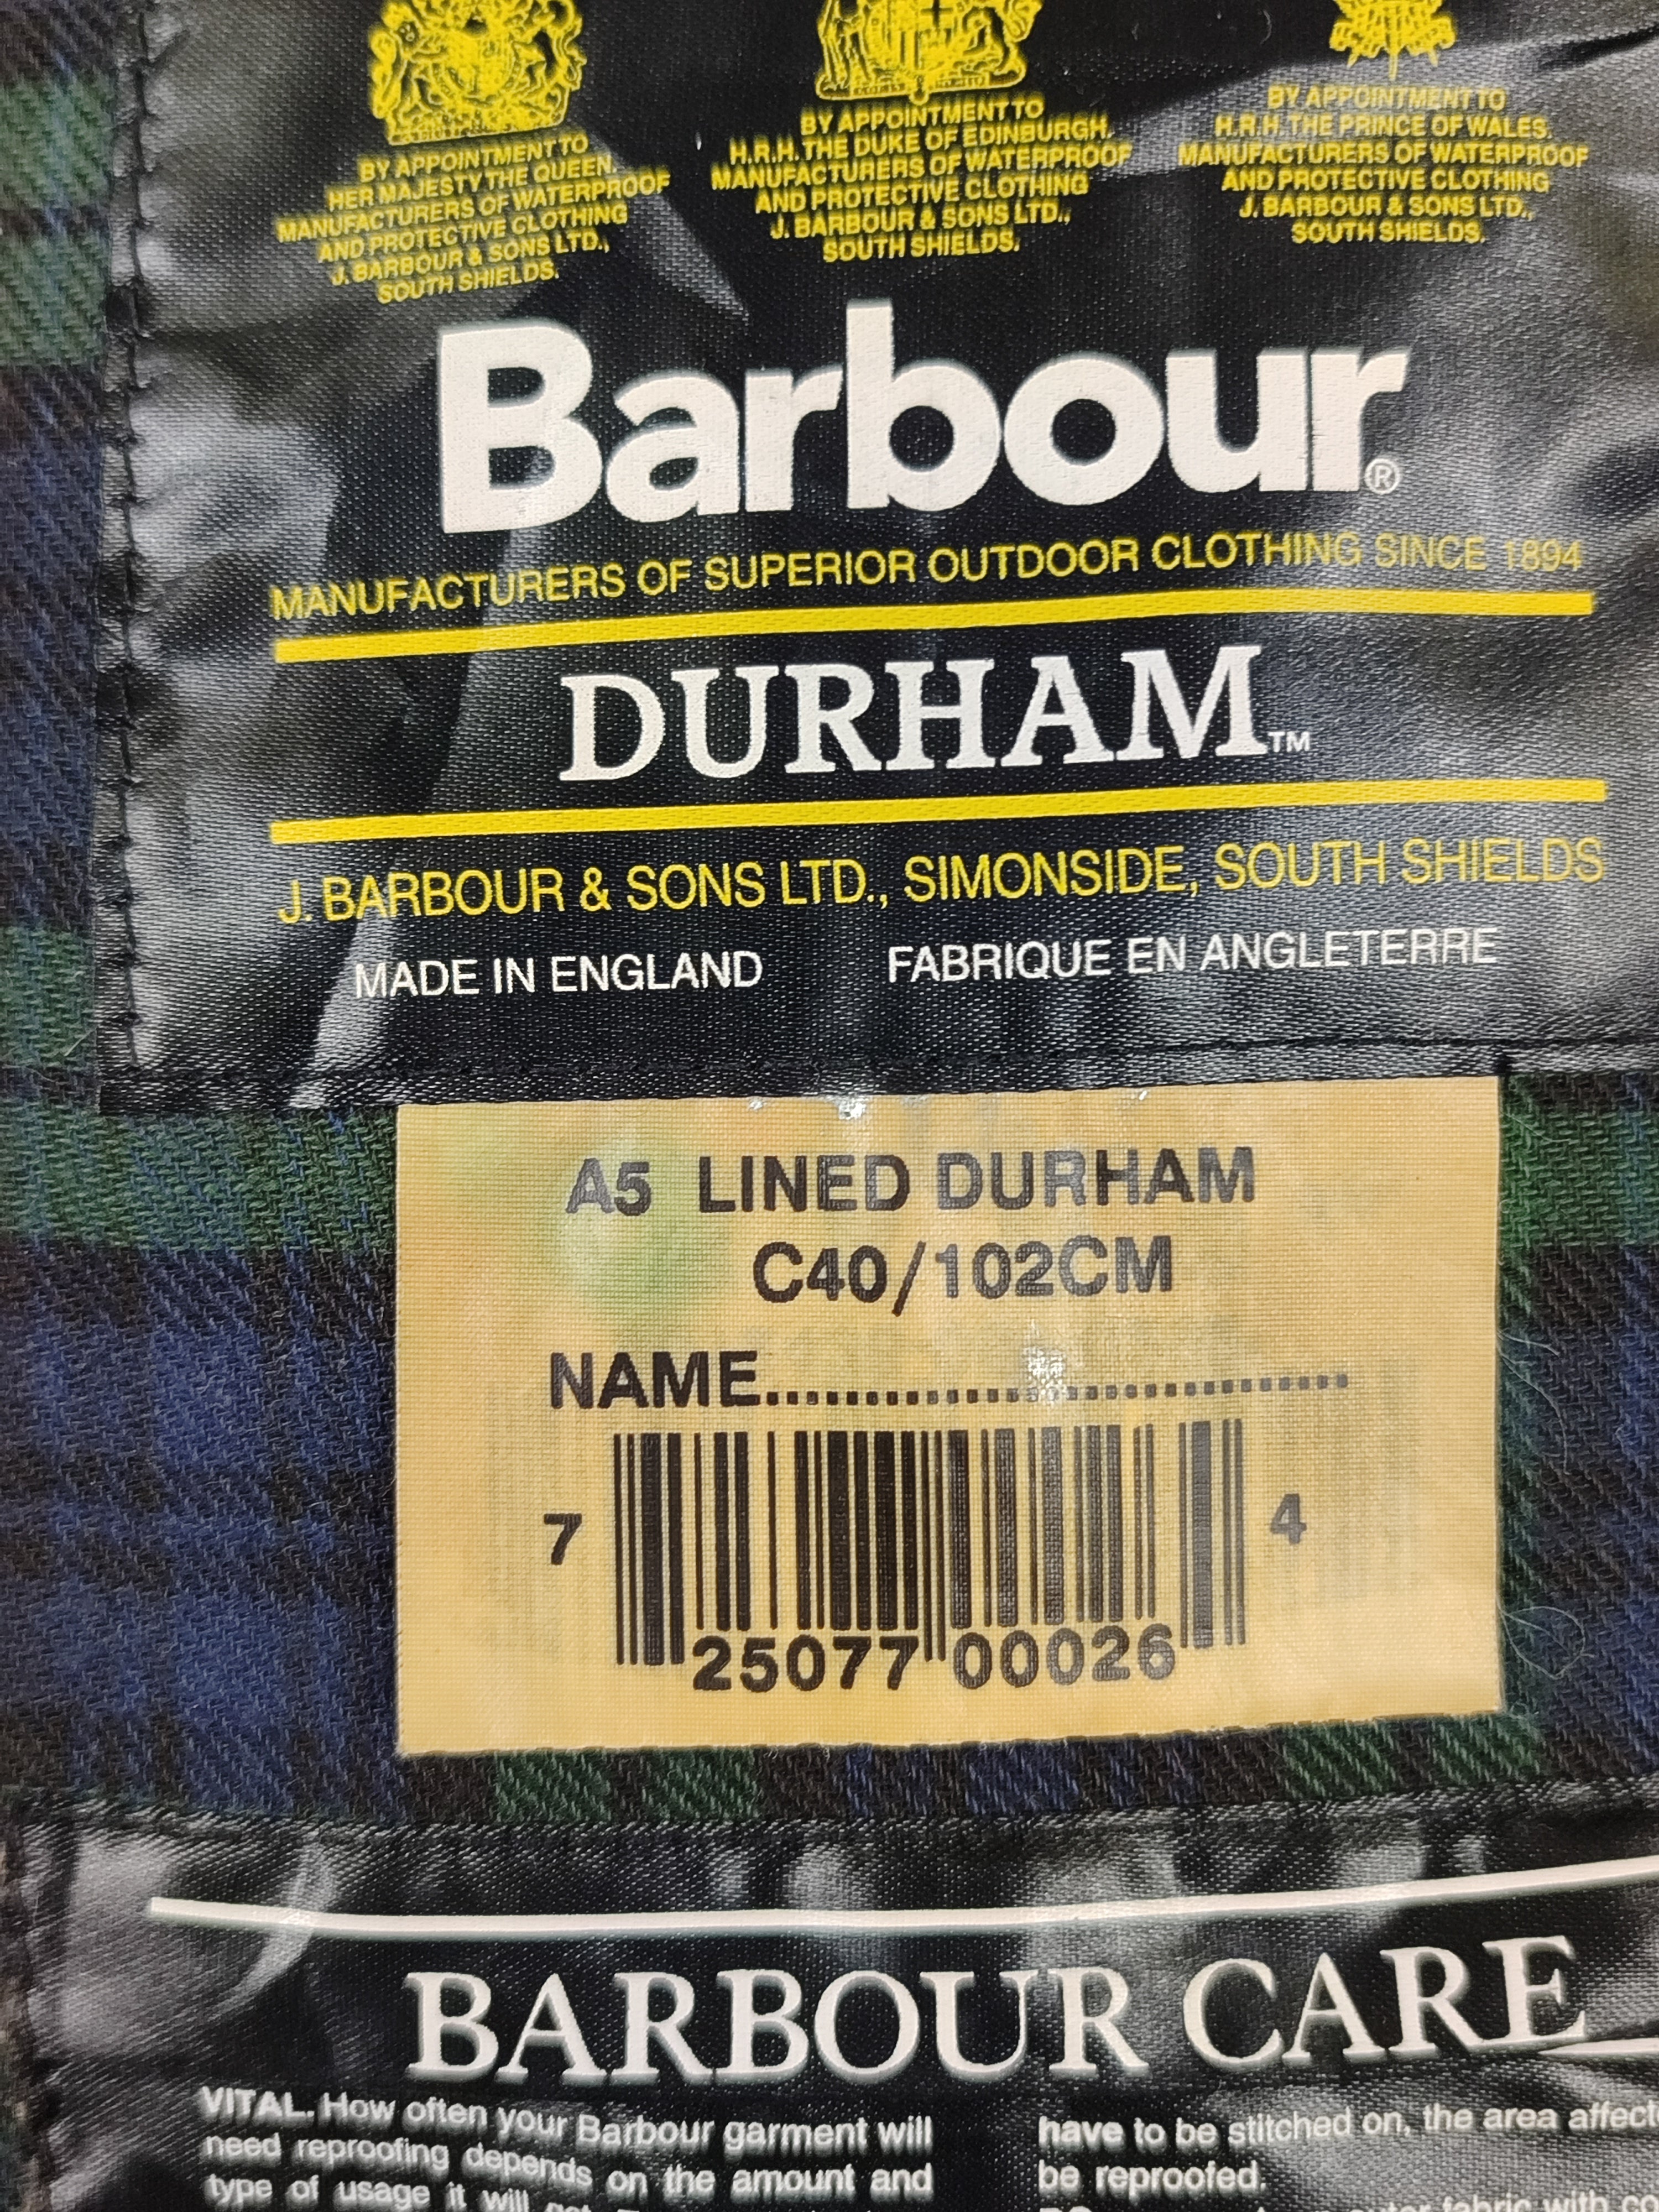 BY APPOINTMENT TO
HER MAJESTY THE QUEEN.
MANUFACTURERS OF WATERPROOF
AND PROTECTIVE CLOTHING
J. BARBOUR & SONS LTD.,
SOUTH SHIELDS.
BY APPOINTMENT TO
H.R.H. THE DUKE OF EDINBURGH.
MANUFACTURERS OF WATERPROOF
AND PROTECTIVE CLOTHING
J. BARBOUR & SONS LTD.,
SOUTH SHIELDS.
BY APPOINTMENT TO
H.R.H. THE PRINCE OF WALES.
MANUFACTURERS OF WATERPROOF
AND PROTECTIVE CLOTHING
J. BARBOUR & SONS LTD.,
SOUTH SHIELDS.
Barbour®
MANUFACTURERS OF SUPERIOR OUTDOOR CLOTHING SINCE 1894
DURHAM™
J. BARBOUR & SONS LTD., SIMONSIDE, SOUTH SHIELDS
MADE IN ENGLAND FABRIQUE EN ANGLETERRE
A5 LINED DURHAM
C40/102CM
NAME....................................
7 25077 00026 4
BARBOUR CARE
VITAL. How often your Barbour garment will
need reproofing depends on the amount and
type of usage it will
have to be stitched on, the area
be reproofed.
fabric with